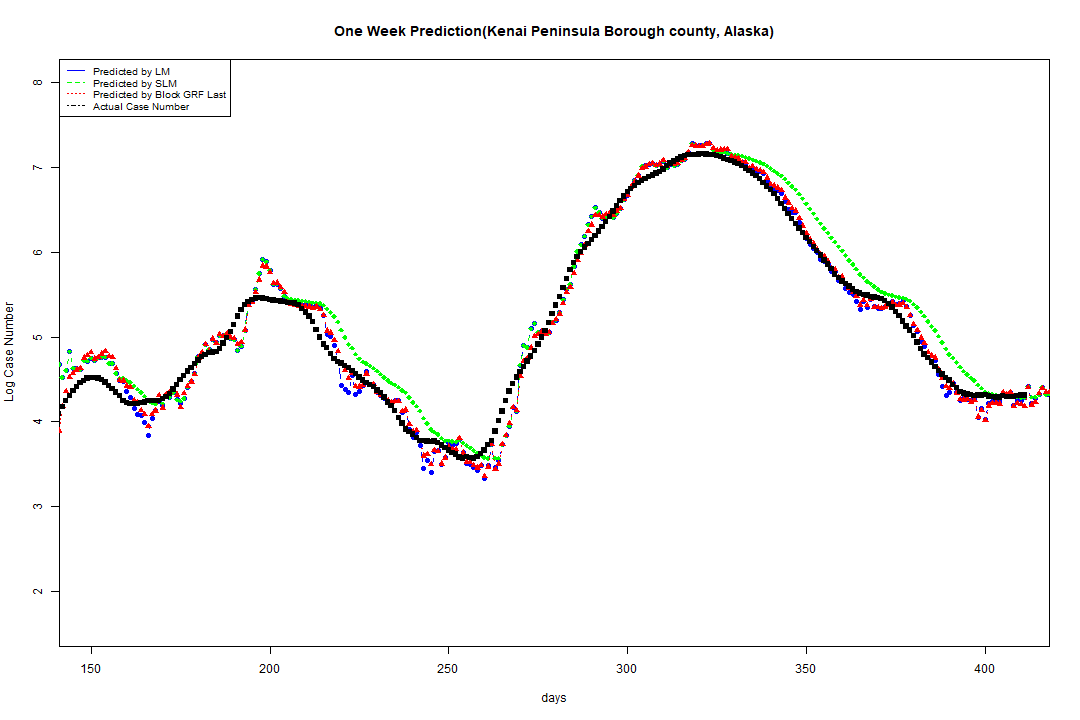 One Week Prediction(Kenai Peninsula Borough county, Alaska)
Predicted by LM
Predicted by SLM
Predicted by Block GRF Last
Actual Case Number
8
7
6
5
4
3
2
Log Case Number
150 200 250 300 350 400
days